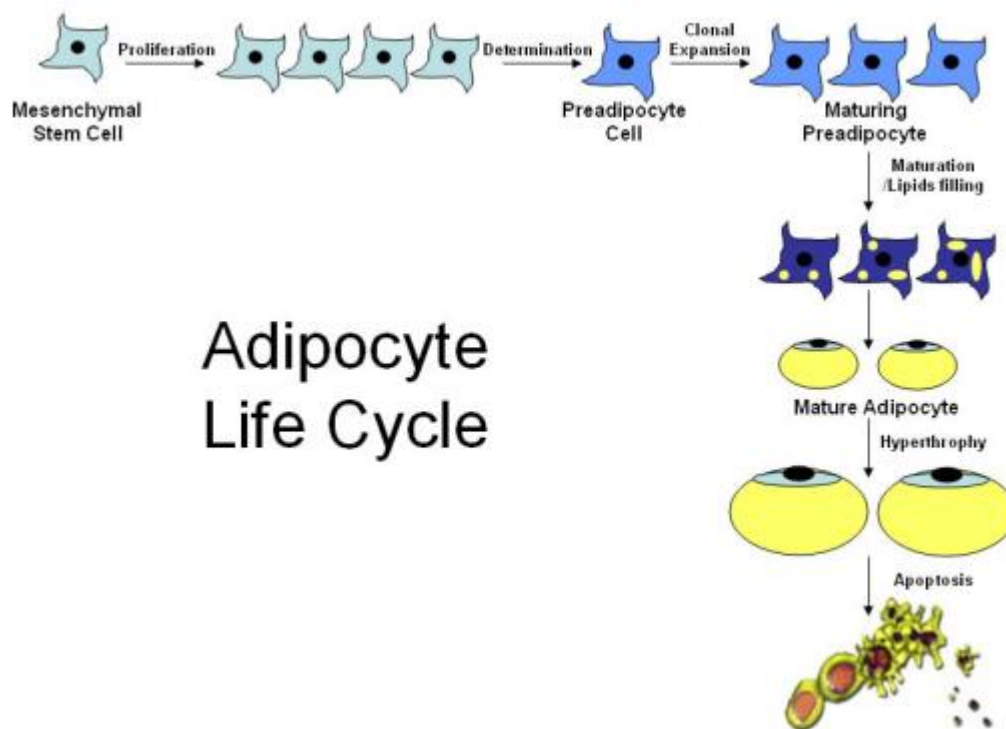 Proliferation
Determination
Clonal
Expansion
Mesenchymal
Stem Cell
Preadipocyte
Cell
Maturing
Preadipocyte
Maturation
/Lipids filling
Adipocyte
Life Cycle
Mature Adipocyte
Hyperthrophy
Apoptosis